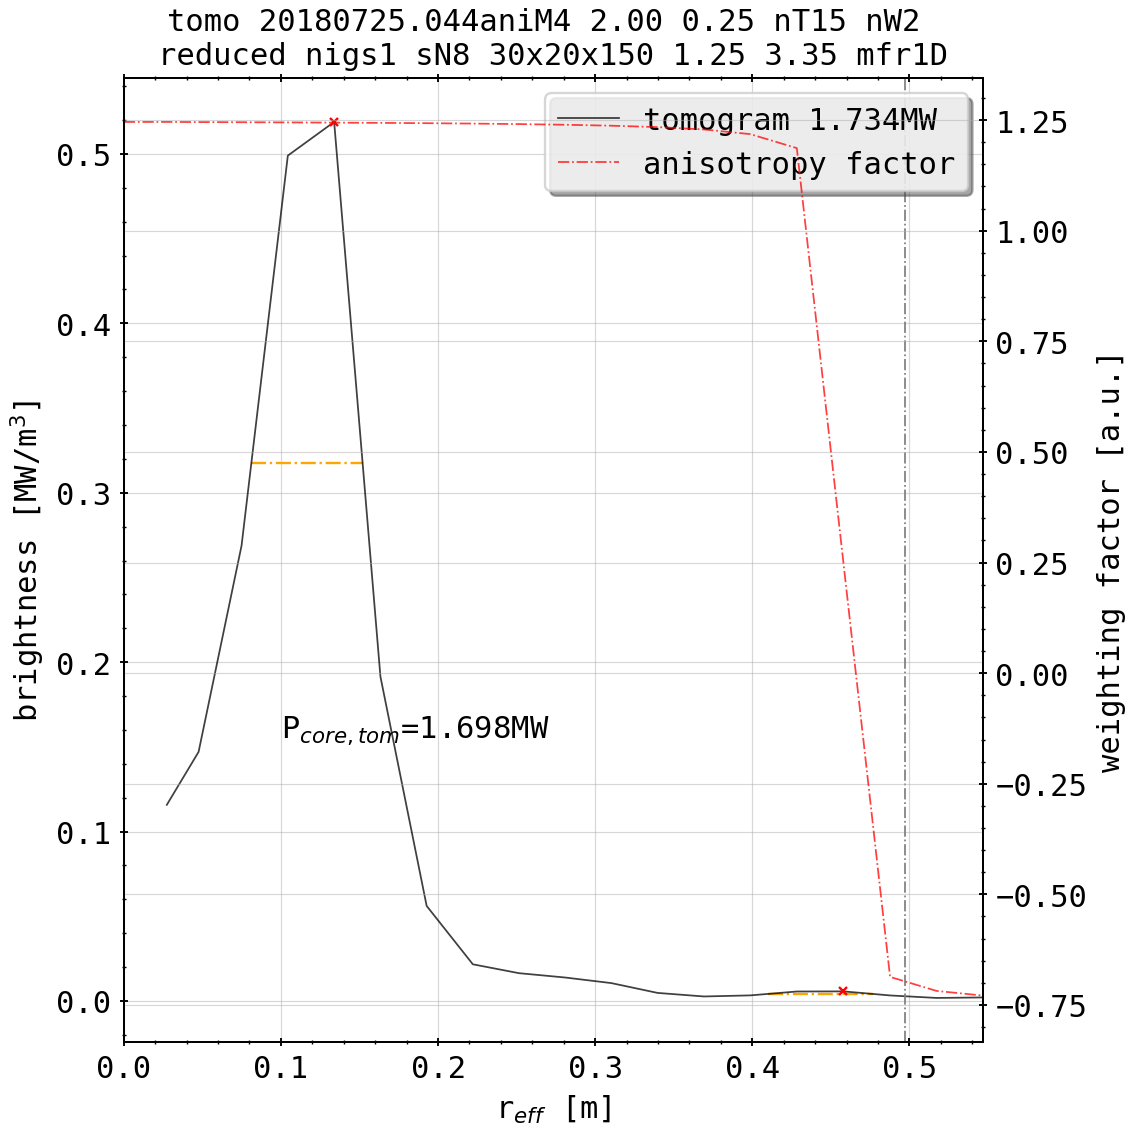 tomo 20180725.044aniM4 2.00 0.25 nT15 nW2
reduced nigs1 sN8 30x20x150 1.25 3.35 mfr1D
tomogram 1.734MW
anisotropy factor
brightness [MW/m³]
0.5
0.4
0.3
0.2
0.1
0.0
P_core,tom=1.698MW
1.25
1.00
0.75
0.50
0.25
0.00
−0.25
−0.50
−0.75
weighting factor [a.u.]
0.0 0.1 0.2 0.3 0.4 0.5
r_eff [m]